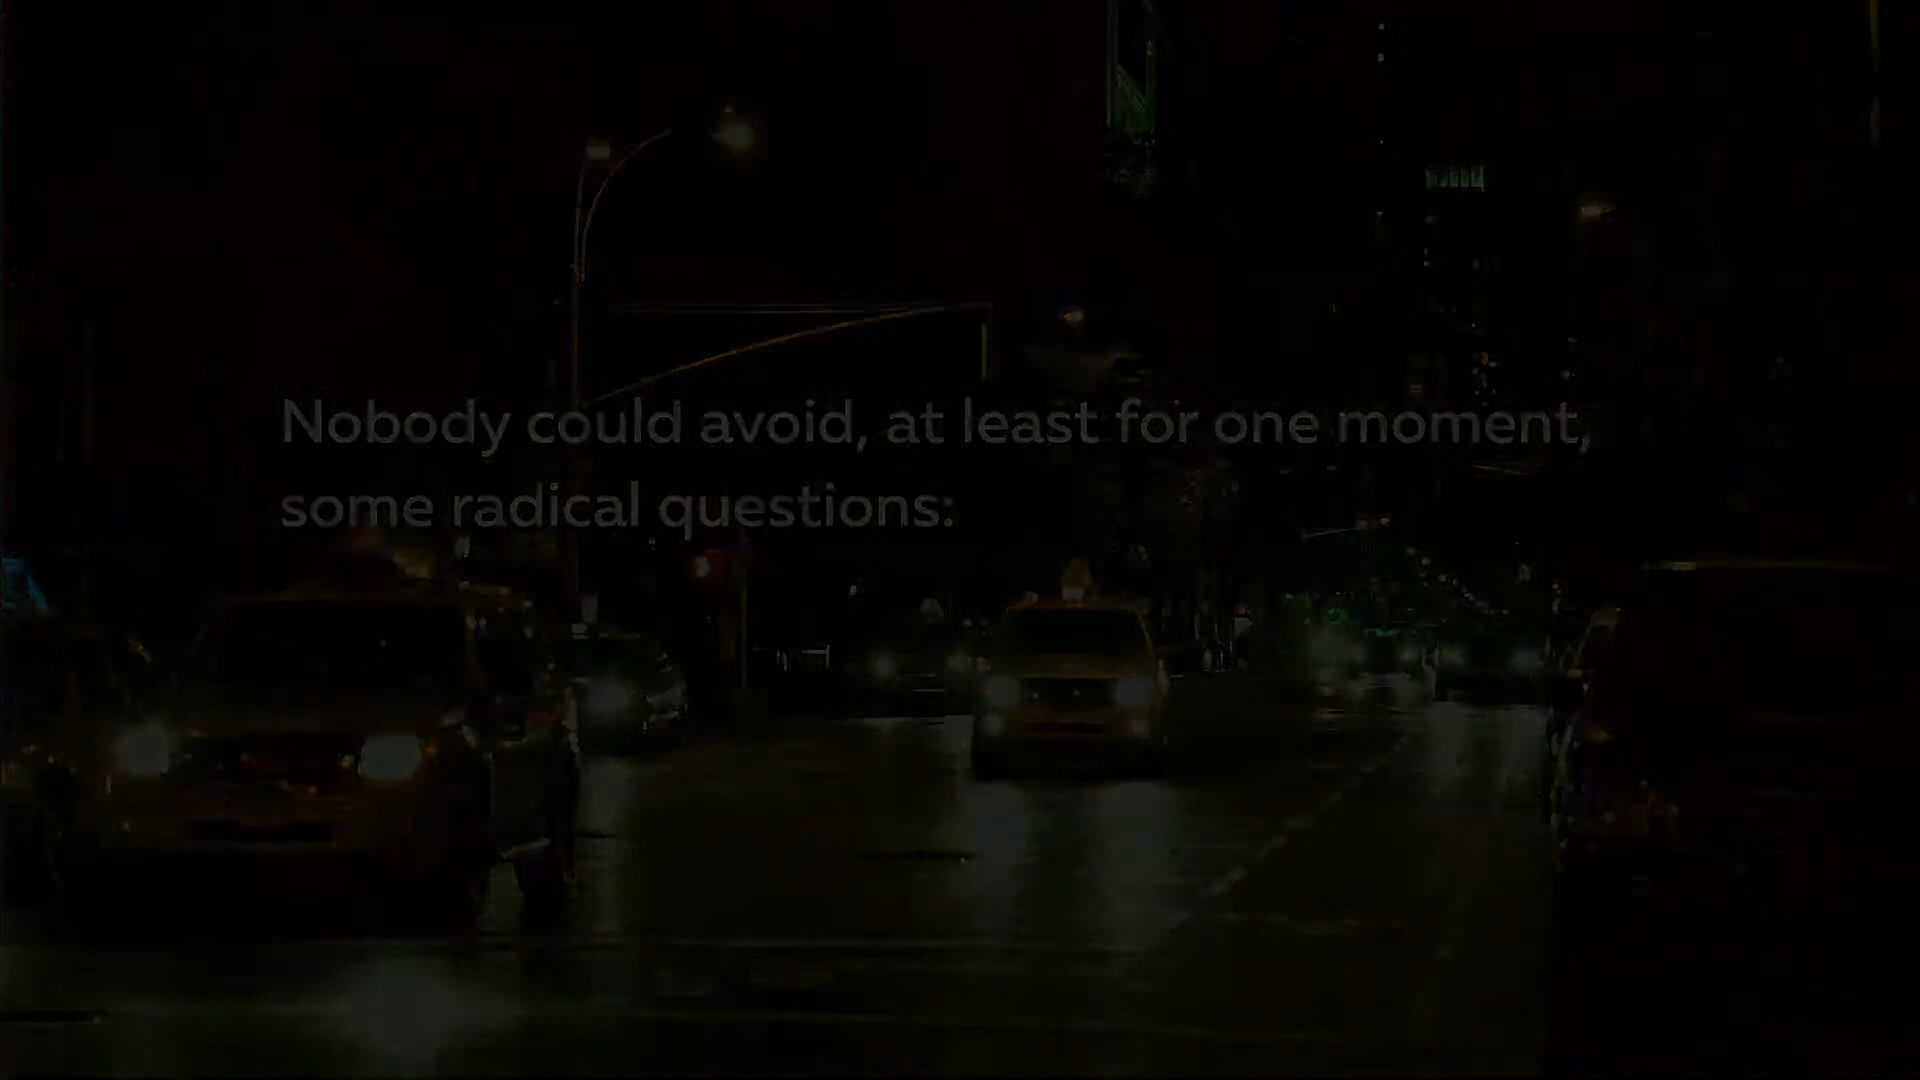 Nobody could avoid, at least for one moment,
some radical questions: